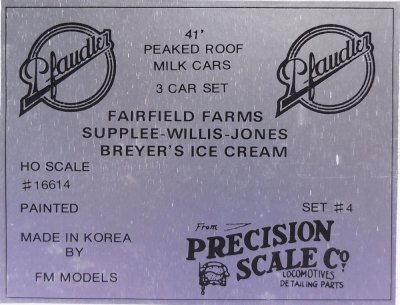 Pfaudler
41'
Pfaudler
PEAKED ROOF
MILK CARS
3 CAR SET
FAIRFIELD FARMS
SUPPLEE-WILLIS-JONES
BREYER'S ICE CREAM
HO SCALE
#16614
PAINTED
SET #4
MADE IN KOREA
BY
FM MODELS
From
PRECISION
SCALE Co.
LOCOMOTIVES
DETAILING PARTS